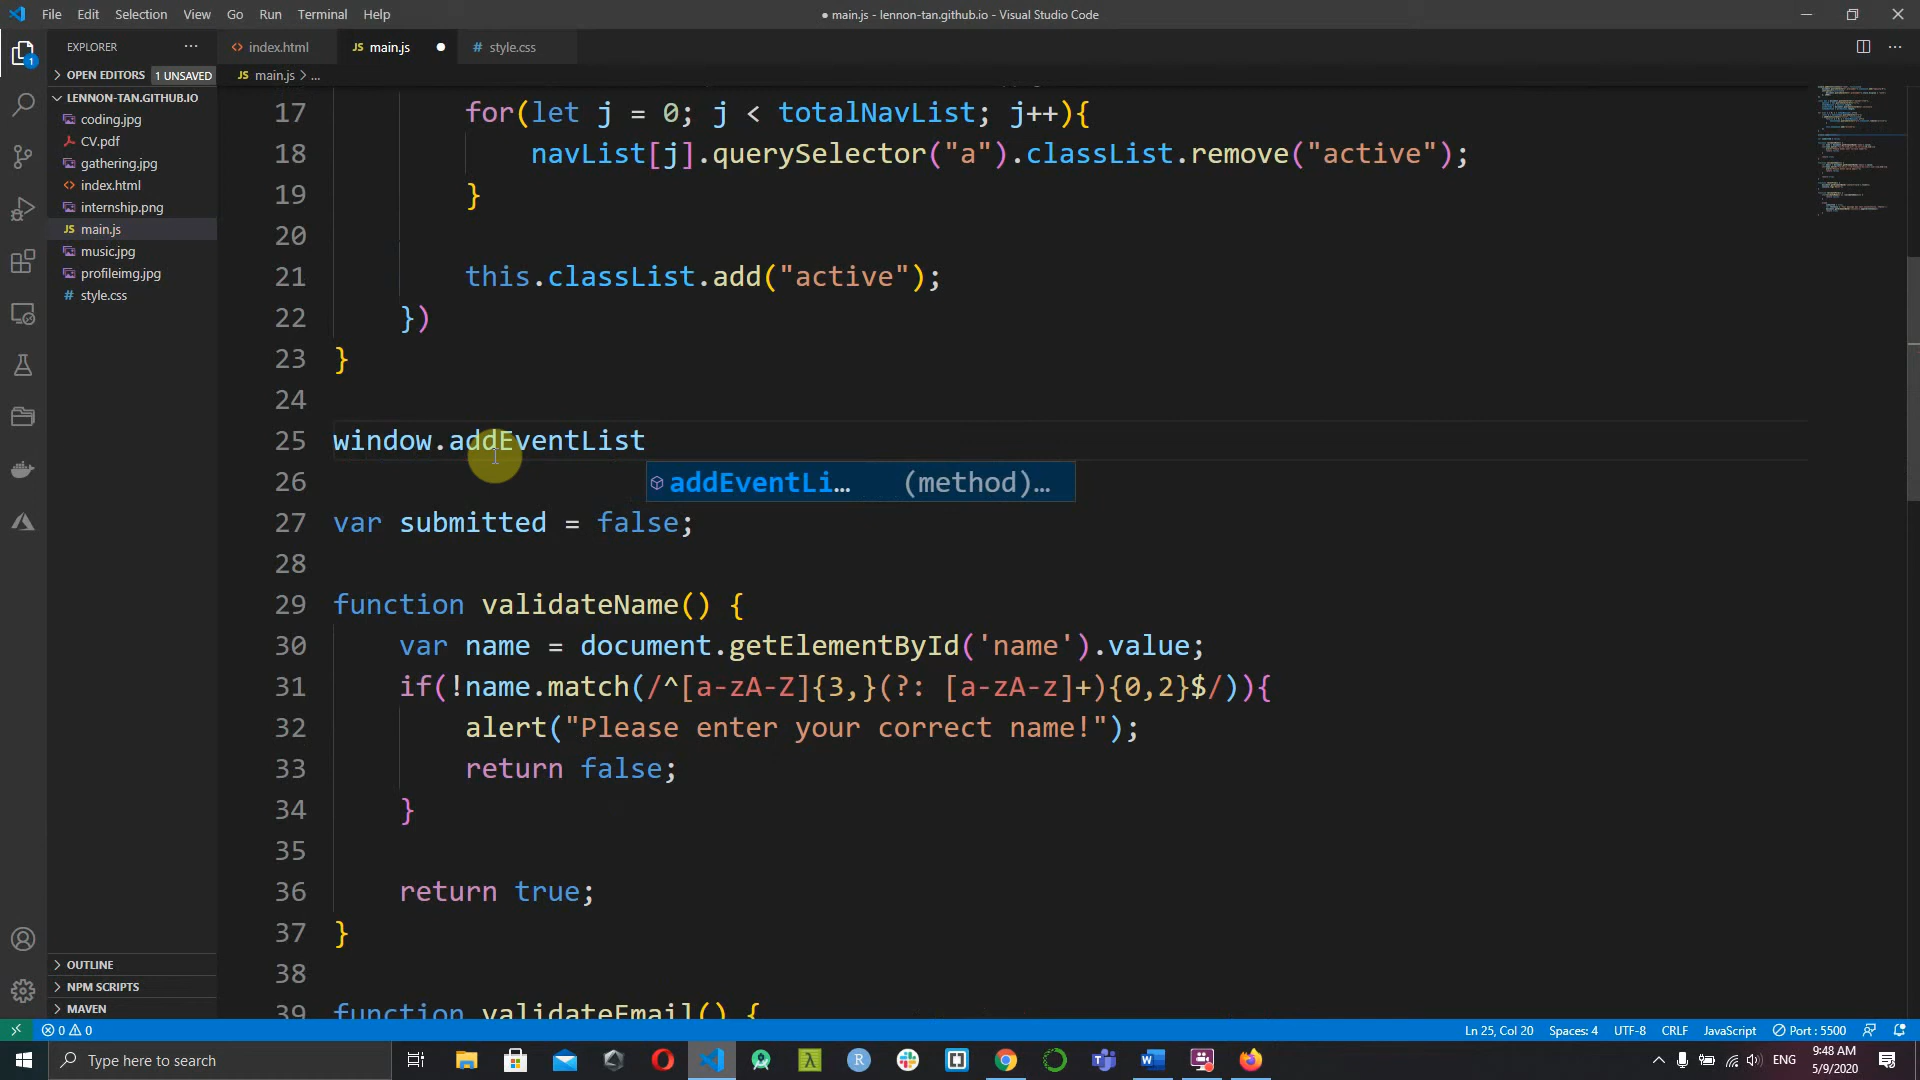 File Edit Selection View Go Run Terminal Help
● main.js - lennon-tan.github.io - Visual Studio Code
EXPLORER
index.html
JS main.js
# style.css
OPEN EDITORS 1 UNSAVED
JS main.js > ...
LENNON-TAN.GITHUB.IO
coding.jpg
CV.pdf
gathering.jpg
index.html
internship.png
JS main.js
music.jpg
profileimg.jpg
# style.css
OUTLINE
NPM SCRIPTS
MAVEN
17 for(let j = 0; j < totalNavList; j++){
18 navList[j].querySelector("a").classList.remove("active");
19 }
20
21 this.classList.add("active");
22 })
23 }
24
25 window.addEventList
addEventLi… (method)…
26
27 var submitted = false;
28
29 function validateName() {
30 var name = document.getElementById('name').value;
31 if(!name.match(/^[a-zA-Z]{3,}(?: [a-zA-z]+){0,2}$/)){
32 alert("Please enter your correct name!");
33 return false;
34 }
35
36 return true;
37 }
38
39 function validateEmail() {
0 0
Ln 25, Col 20 Spaces: 4 UTF-8 CRLF JavaScript Port : 5500
Type here to search
ENG
9:48 AM
5/9/2020